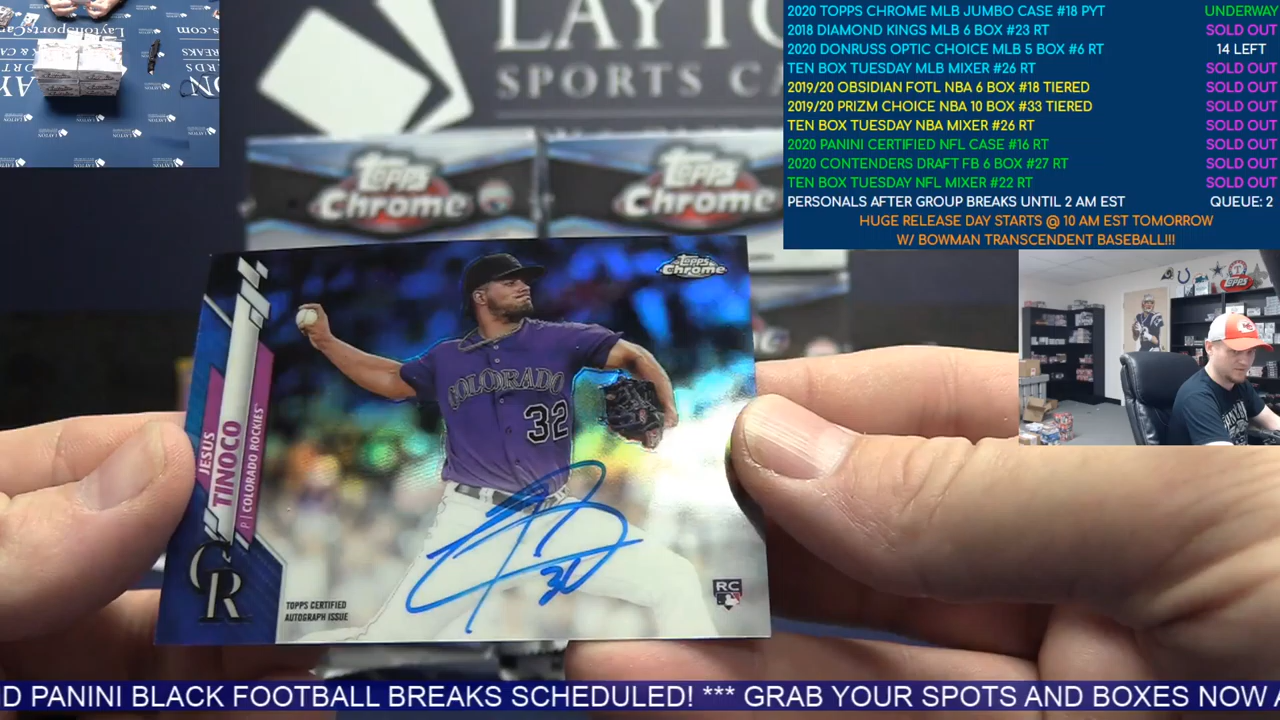 LAYTON
SPORTS CA
2020 TOPPS CHROME MLB JUMBO CASE #18 PYT UNDERWAY
2018 DIAMOND KINGS MLB 6 BOX #23 RT SOLD OUT
2020 DONRUSS OPTIC CHOICE MLB 5 BOX #6 RT 14 LEFT
TEN BOX TUESDAY MLB MIXER #26 RT SOLD OUT
2019/20 OBSIDIAN FOTL NBA 6 BOX #18 TIERED SOLD OUT
2019/20 PRIZM CHOICE NBA 10 BOX #33 TIERED SOLD OUT
TEN BOX TUESDAY NBA MIXER #26 RT SOLD OUT
2020 PANINI CERTIFIED NFL CASE #16 RT SOLD OUT
2020 CONTENDERS DRAFT FB 6 BOX #27 RT SOLD OUT
TEN BOX TUESDAY NFL MIXER #22 RT SOLD OUT
PERSONALS AFTER GROUP BREAKS UNTIL 2 AM EST QUEUE: 2
HUGE RELEASE DAY STARTS @ 10 AM EST TOMORROW
W/ BOWMAN TRANSCENDENT BASEBALL!!!
Topps Chrome
Topps Chrome
Topps Chrome
COLORADO
32
JESUS
TINOCO
P | COLORADO ROCKIES™
CR
TOPPS CERTIFIED
AUTOGRAPH ISSUE
RC
Topps
D PANINI BLACK FOOTBALL BREAKS SCHEDULED! *** GRAB YOUR SPOTS AND BOXES NOW A